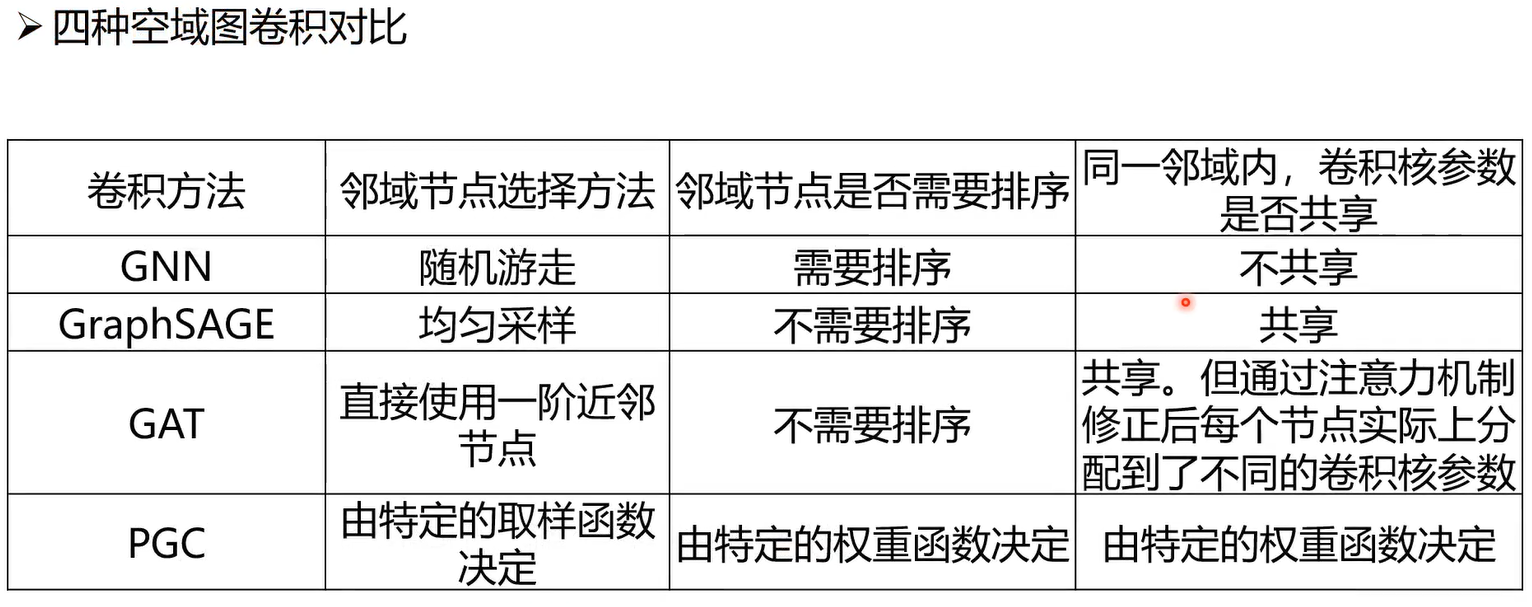 ➢ 四种空域图卷积对比
卷积方法 邻域节点选择方法 邻域节点是否需要排序 同一邻域内，卷积核参数
是否共享
GNN 随机游走 需要排序 不共享
GraphSAGE 均匀采样 不需要排序 共享
GAT 直接使用一阶近邻
节点 不需要排序 共享。但通过注意力机制
修正后每个节点实际上分
配到了不同的卷积核参数
PGC 由特定的取样函数
决定 由特定的权重函数决定 由特定的权重函数决定